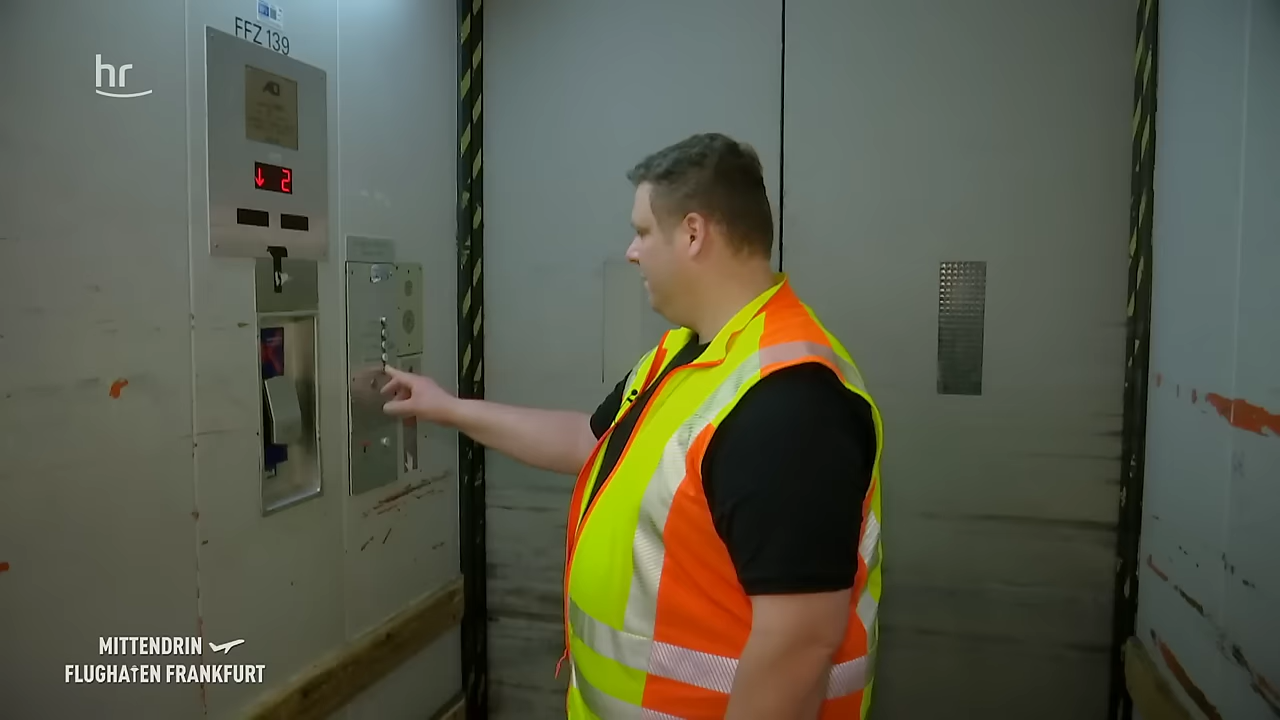 FFZ 139
hr
↓ 2
MITTENDRIN
FLUGHAFEN FRANKFURT